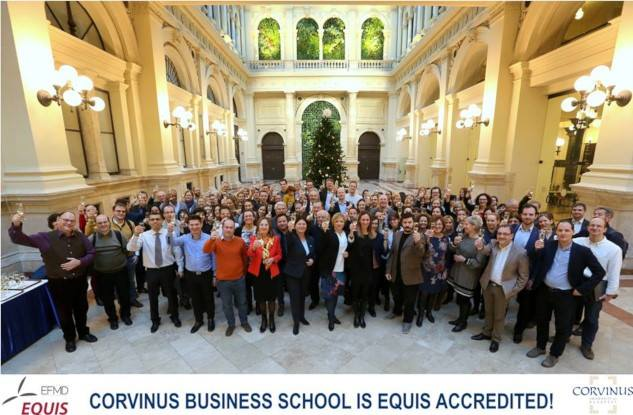 EFMD
EQUIS
CORVINUS BUSINESS SCHOOL IS EQUIS ACCREDITED!
CORVINUS